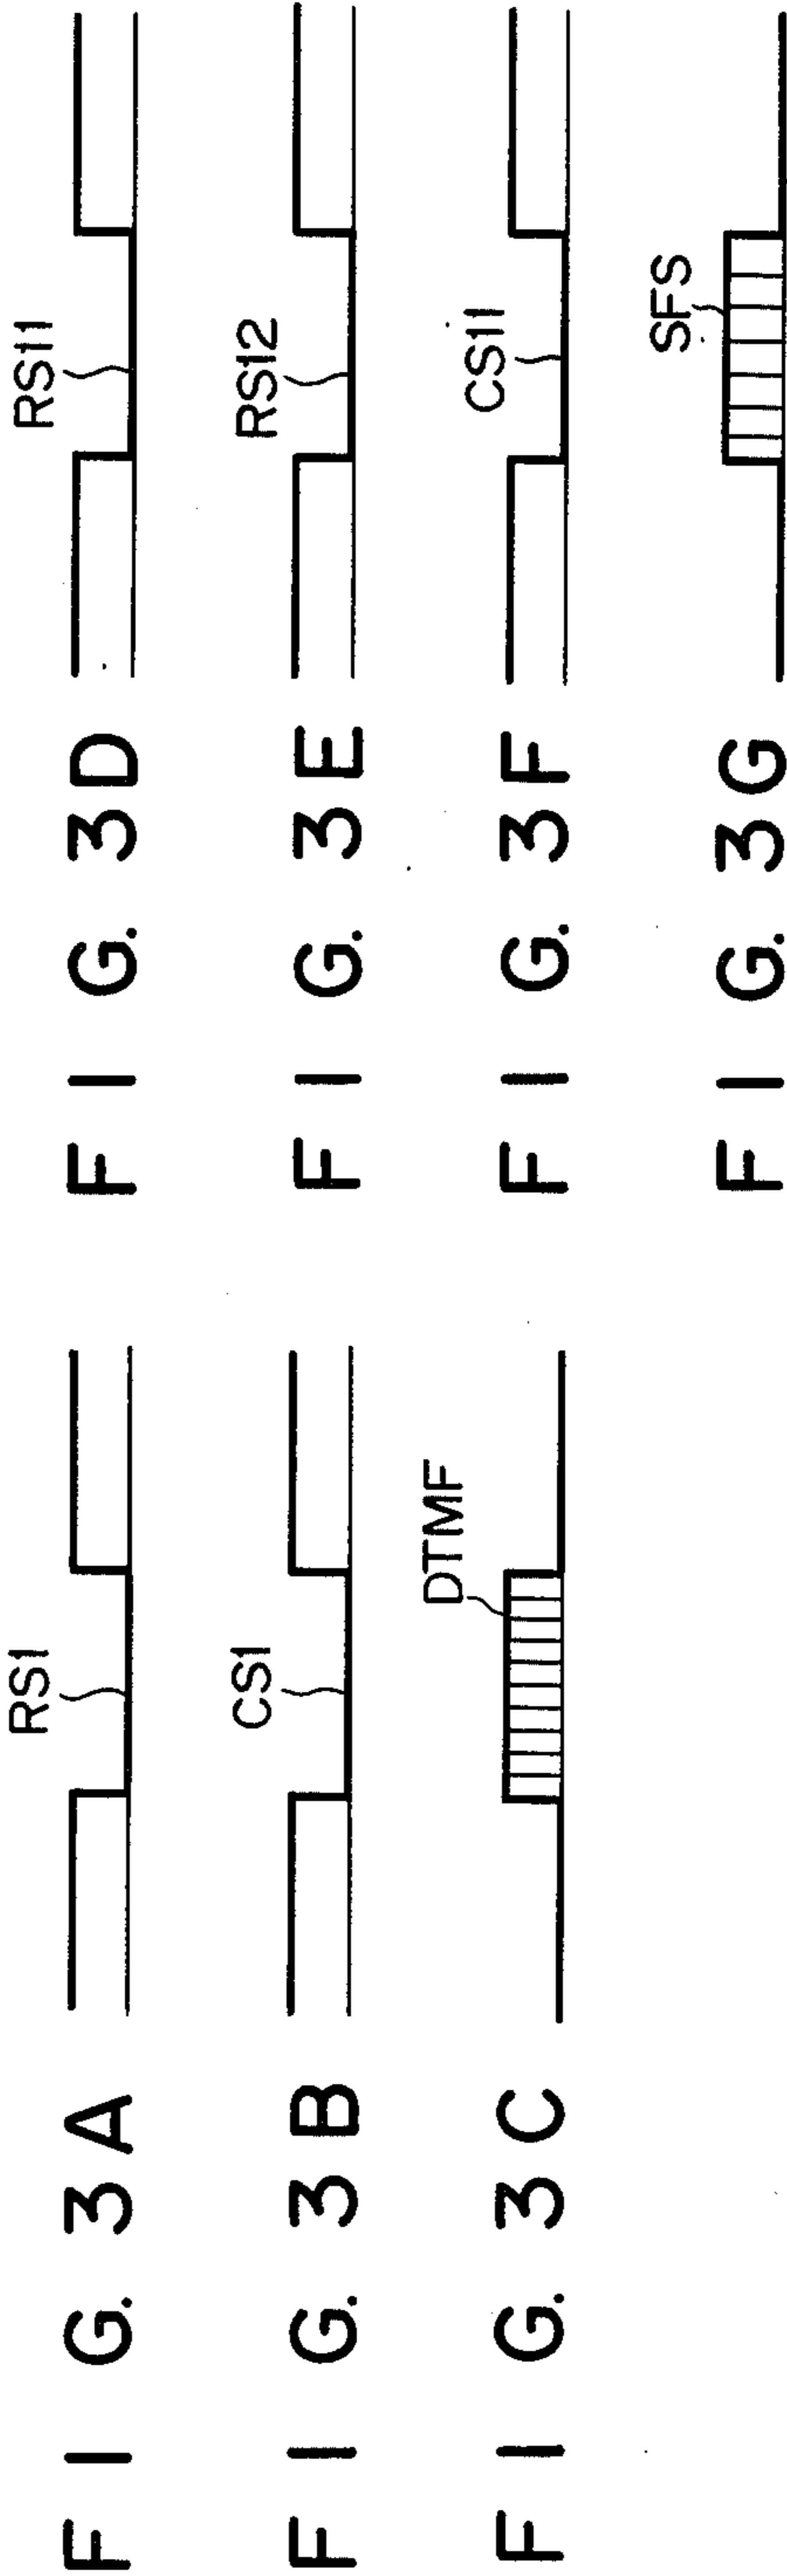 FIG. 3A
RS1
FIG. 3B
CS1
FIG. 3C
DTMF
FIG. 3D
RS11
FIG. 3E
RS12
FIG. 3F
CS11
FIG. 3G
SFS